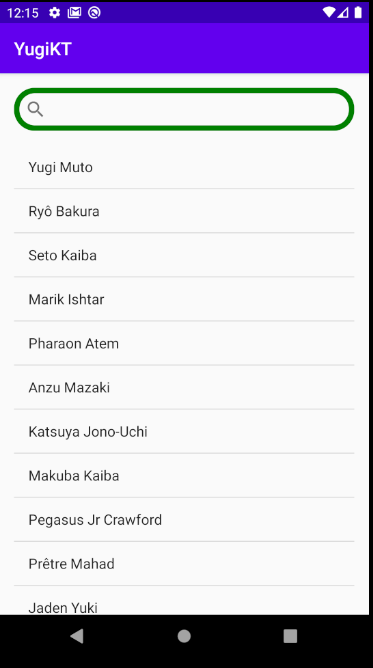 12:15
YugiKT
Yugi Muto
Ryô Bakura
Seto Kaiba
Marik Ishtar
Pharaon Atem
Anzu Mazaki
Katsuya Jono-Uchi
Makuba Kaiba
Pegasus Jr Crawford
Prêtre Mahad
Jaden Yuki